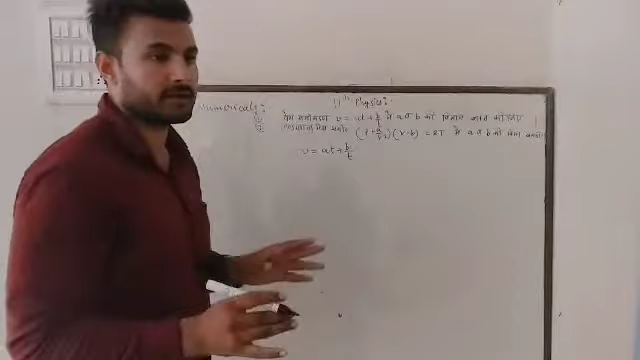 11th Physics:-
Numericals:-
वेग समीकरण v = at + b/t में a व b की विमाए ज्ञात कीजिए।
(P + a/V²)(V-b) = RT में a व b की विमा
v = at + b/t